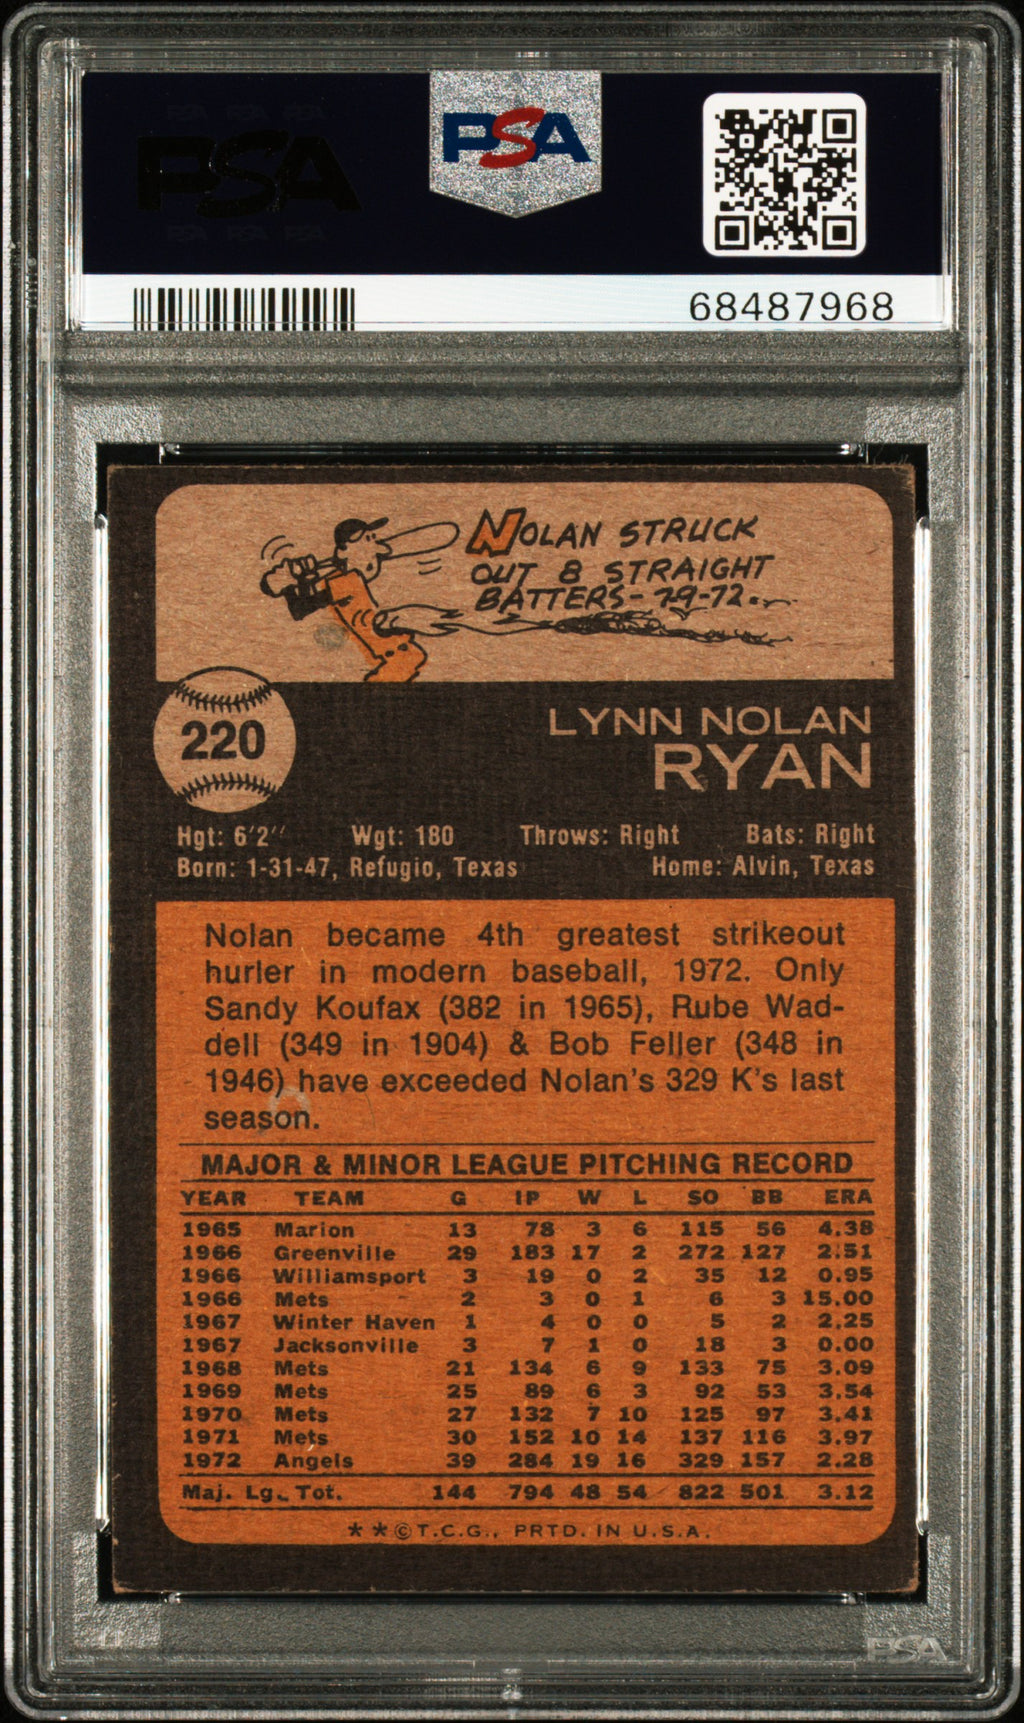 PSA PSA PSA
PSA
PSA PSA PSA
PSA
68487968
NOLAN STRUCK
OUT 8 STRAIGHT
BATTERS-7-9-72.
220
LYNN NOLAN
RYAN
Hgt: 6'2" Wgt: 180 Throws: Right Bats: Right
Born: 1-31-47, Refugio, Texas Home: Alvin, Texas
Nolan became 4th greatest strikeout
hurler in modern baseball, 1972. Only
Sandy Koufax (382 in 1965), Rube Wad-
dell (349 in 1904) & Bob Feller (348 in
1946) have exceeded Nolan's 329 K's last
season.
MAJOR & MINOR LEAGUE PITCHING RECORD
YEAR TEAM G IP W L SO BB ERA
1965 Marion 13 78 3 6 115 56 4.38
1966 Greenville 29 183 17 2 272 127 2.51
1966 Williamsport 3 19 0 2 35 12 0.95
1966 Mets 2 3 0 1 6 3 15.00
1967 Winter Haven 1 4 0 0 5 2 2.25
1967 Jacksonville 3 7 1 0 18 3 0.00
1968 Mets 21 134 6 9 133 75 3.09
1969 Mets 25 89 6 3 92 53 3.54
1970 Mets 27 132 7 10 125 97 3.41
1971 Mets 30 152 10 14 137 116 3.97
1972 Angels 39 284 19 16 329 157 2.28
Maj. Lg. Tot. 144 794 48 54 822 501 3.12
**©T.C.G., PRTD. IN U.S.A.
PSA